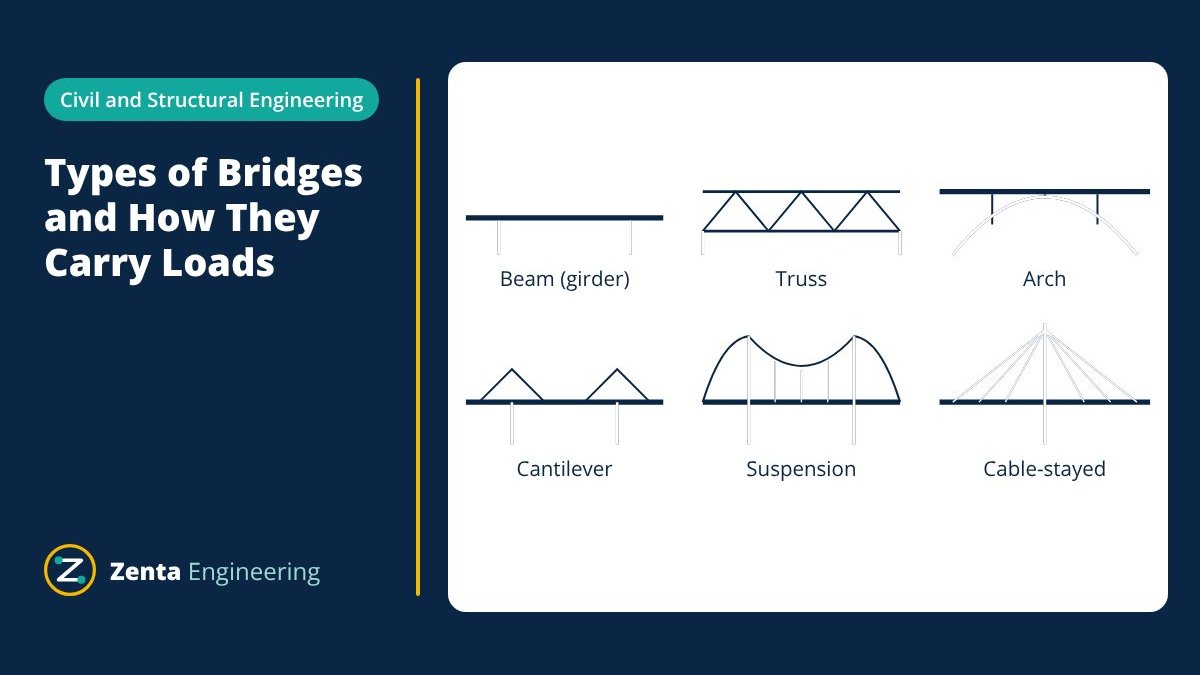 Civil and Structural Engineering
Types of Bridges
and How They
Carry Loads
Zenta Engineering
Beam (girder)
Truss
Arch
Cantilever
Suspension
Cable-stayed